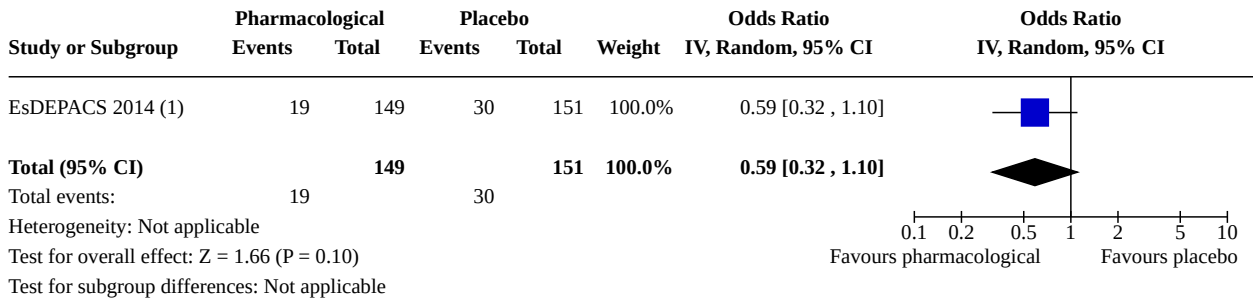 Pharmacological Placebo Odds Ratio Odds Ratio
Study or Subgroup Events Total Events Total Weight IV, Random, 95% CI IV, Random, 95% CI
EsDEPACS 2014 (1) 19 149 30 151 100.0% 0.59 [0.32 , 1.10]
Total (95% CI) 149 151 100.0% 0.59 [0.32 , 1.10]
Total events: 19 30
Heterogeneity: Not applicable
0.1 0.2 0.5 1 2 5 10
Test for overall effect: Z = 1.66 (P = 0.10) Favours pharmacological Favours placebo
Test for subgroup differences: Not applicable